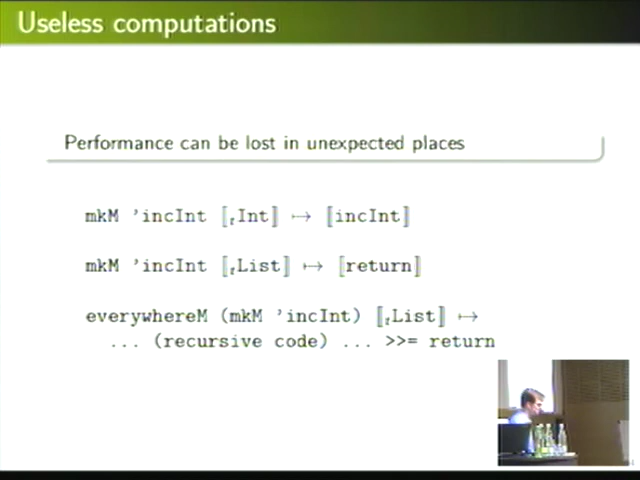 Useless computations
Performance can be lost in unexpected places
mkM 'incInt ⟦ₜInt⟧ ↦ ⟦incInt⟧
mkM 'incInt ⟦ₜList⟧ ↦ ⟦return⟧
everywhereM (mkM 'incInt) ⟦ₜList⟧ ↦
... (recursive code) ... >>= return